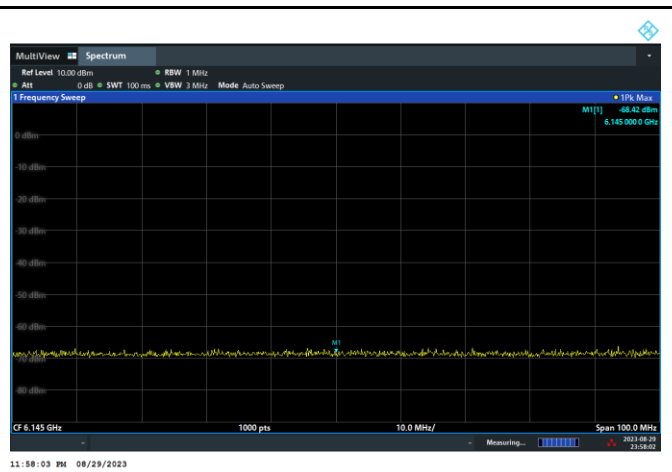 MultiView Spectrum
Ref Level 10.00 dBm RBW 1 MHz
Att 0 dB SWT 100 ms VBW 3 MHz Mode Auto Sweep
1 Frequency Sweep 1Pk Max
M1[1] -68.42 dBm
6.145 000 0 GHz
0 dBm
-10 dBm
-20 dBm
-30 dBm
-40 dBm
-50 dBm
-60 dBm
M1
-70 dBm
-80 dBm
CF 6.145 GHz 1000 pts 10.0 MHz/ Span 100.0 MHz
Measuring... 2023-08-29
23:58:02
11:58:03 PM 08/29/2023